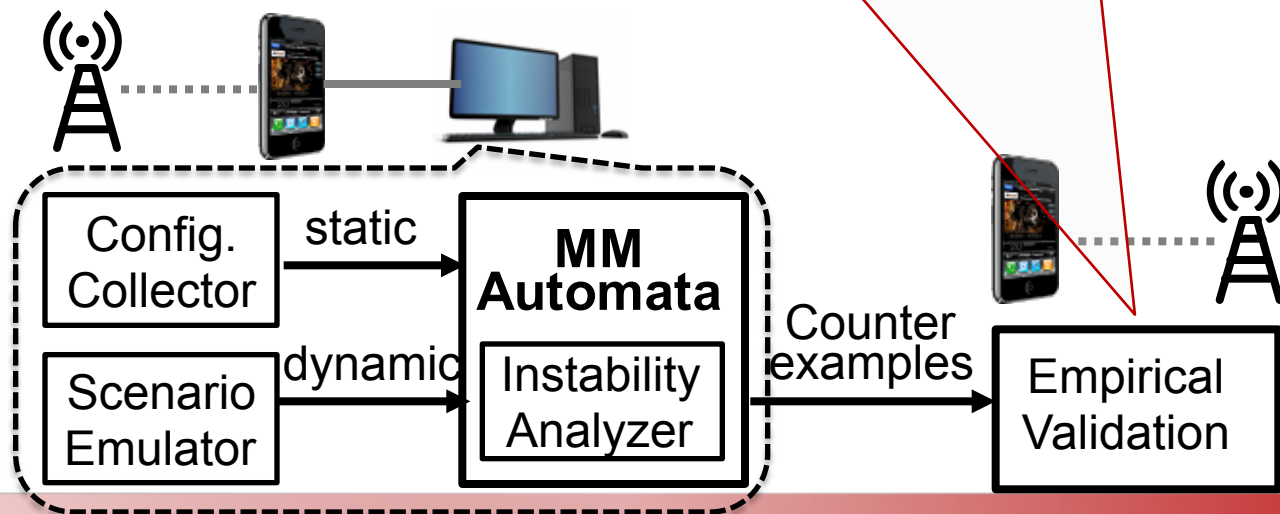 Config.
Collector
static
MM
Automata
Scenario
Emulator
dynamic
Instability
Analyzer
Counter
examples
Empirical
Validation